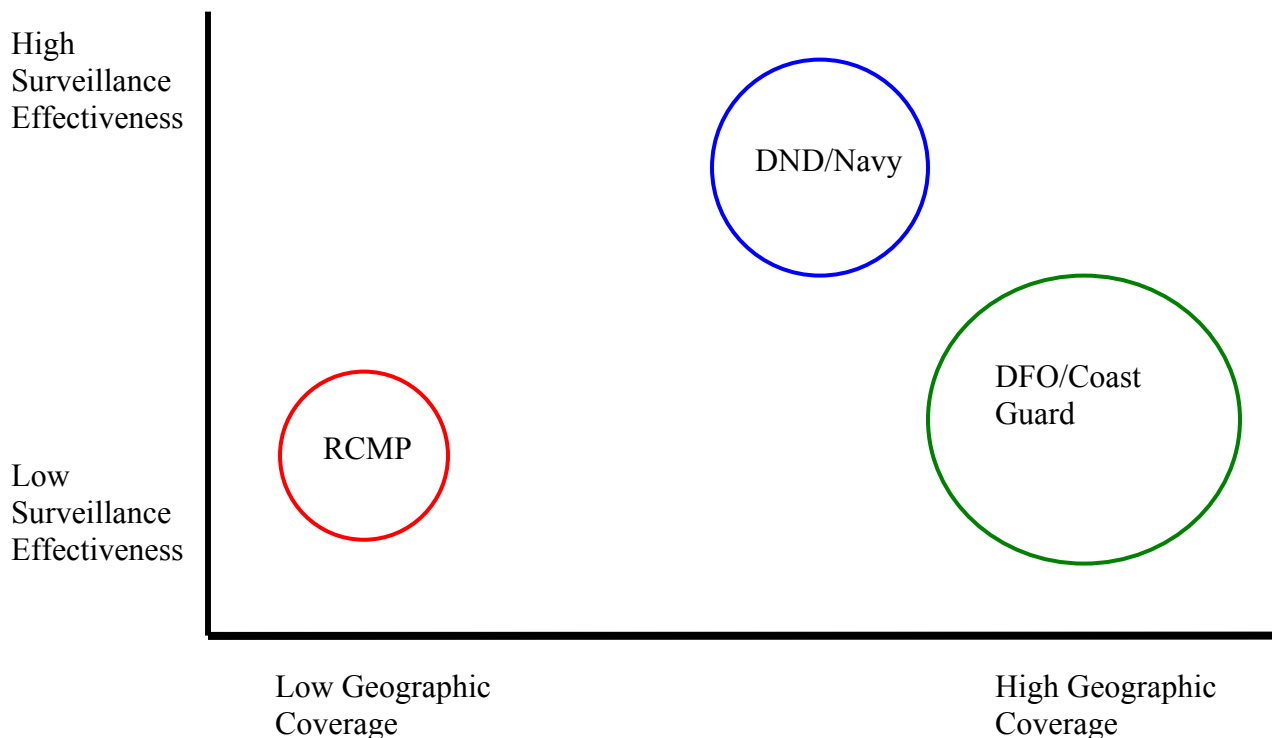 High
Surveillance
Effectiveness
DND/Navy
DFO/Coast
Guard
RCMP
Low
Surveillance
Effectiveness
Low Geographic
Coverage
High Geographic
Coverage